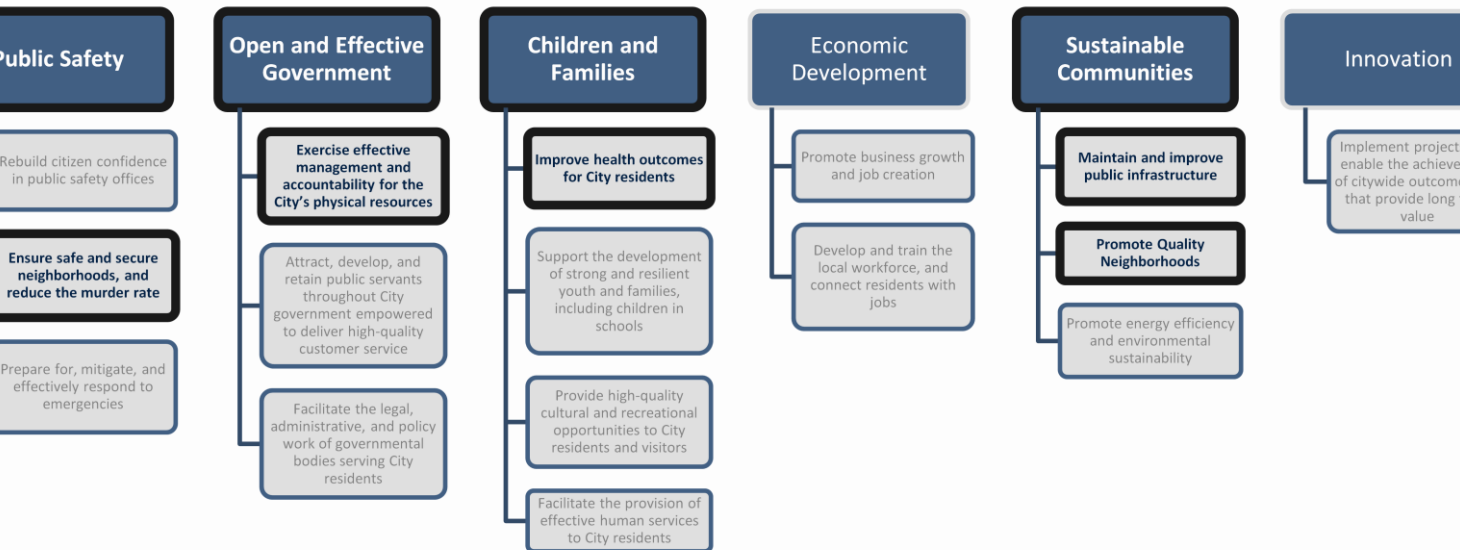 Public Safety
Rebuild citizen confidence
in public safety offices
Ensure safe and secure
neighborhoods, and
reduce the murder rate
Prepare for, mitigate, and
effectively respond to
emergencies
Open and Effective
Government
Exercise effective
management and
accountability for the
City's physical resources
Attract, develop, and
retain public servants
throughout City
government empowered
to deliver high-quality
customer service
Facilitate the legal,
administrative, and policy
work of governmental
bodies serving City
residents
Children and
Families
Improve health outcomes
for City residents
Support the development
of strong and resilient
youth and families,
including children in
schools
Provide high-quality
cultural and recreational
opportunities to City
residents and visitors
Facilitate the provision of
effective human services
to City residents
Economic
Development
Promote business growth
and job creation
Develop and train the
local workforce, and
connect residents with
jobs
Sustainable
Communities
Maintain and improve
public infrastructure
Promote Quality
Neighborhoods
Promote energy efficiency
and environmental
sustainability
Innovation
Implement project
enable the achieve
of citywide outcome
that provide long
value